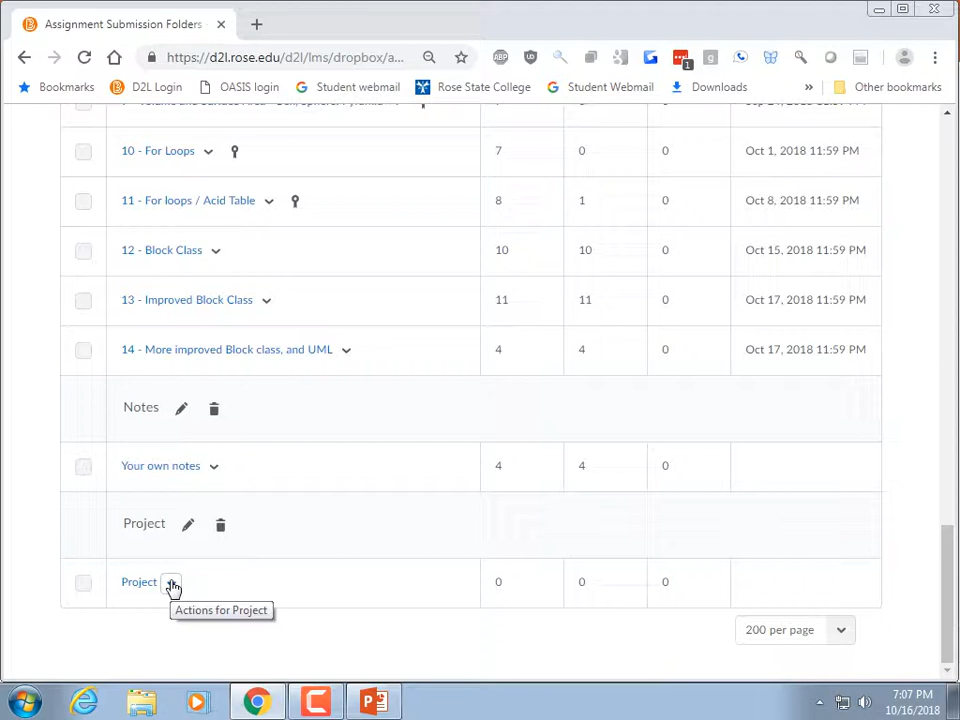 Assignment Submission Folders
https://d2l.rose.edu/d2l/lms/dropbox/a...
ABP
1
g
Bookmarks D2L Login OASIS login Student webmail Rose State College Student Webmail Downloads » Other bookmarks
10 - For Loops 7 0 0 Oct 1, 2018 11:59 PM
11 - For loops / Acid Table 8 1 0 Oct 8, 2018 11:59 PM
12 - Block Class 10 10 0 Oct 15, 2018 11:59 PM
13 - Improved Block Class 11 11 0 Oct 17, 2018 11:59 PM
14 - More improved Block class, and UML 4 4 0 Oct 17, 2018 11:59 PM
Notes
Your own notes 4 4 0
Project
Project 0 0 0
Actions for Project
200 per page
7:07 PM
10/16/2018